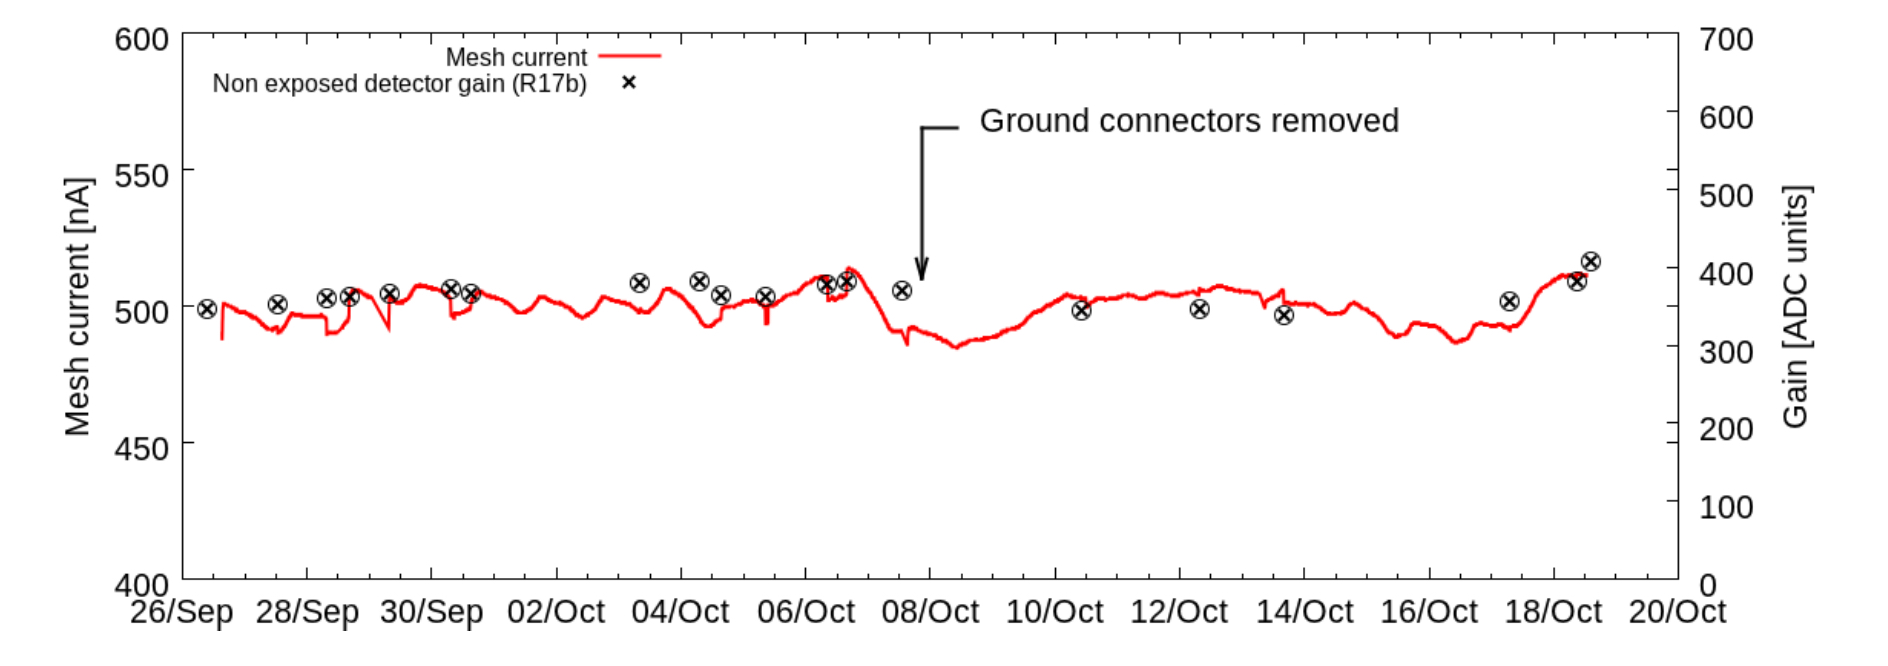 Mesh current
Non exposed detector gain (R17b)
Ground connectors removed
Mesh current [nA]
600
550
500
450
400
Gain [ADC units]
700
600
500
400
300
200
100
0
26/Sep 28/Sep 30/Sep 02/Oct 04/Oct 06/Oct 08/Oct 10/Oct 12/Oct 14/Oct 16/Oct 18/Oct 20/Oct